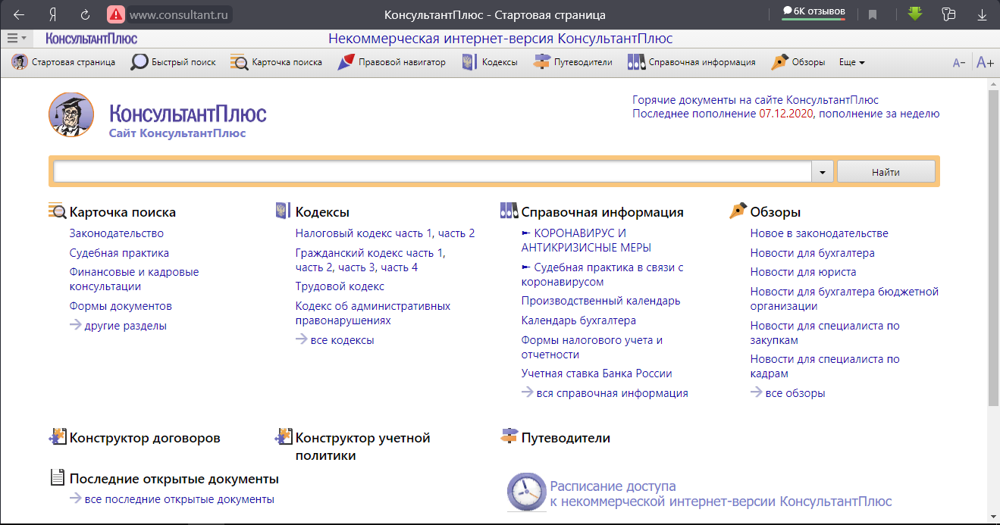 Я www.consultant.ru КонсультантПлюс - Стартовая страница 6К отзывов
КонсультантПлюс Некоммерческая интернет-версия КонсультантПлюс
Стартовая страница Быстрый поиск Карточка поиска Правовой навигатор Кодексы Путеводители Справочная информация Обзоры Еще А- А+
КонсультантПлюс
Сайт КонсультантПлюс
Горячие документы на сайте КонсультантПлюс
Последнее пополнение 07.12.2020, пополнение за неделю
Найти
Карточка поиска
Законодательство
Судебная практика
Финансовые и кадровые
консультации
Формы документов
другие разделы
Кодексы
Налоговый кодекс часть 1, часть 2
Гражданский кодекс часть 1,
часть 2, часть 3, часть 4
Трудовой кодекс
Кодекс об административных
правонарушениях
все кодексы
Справочная информация
КОРОНАВИРУС И
АНТИКРИЗИСНЫЕ МЕРЫ
Судебная практика в связи с
коронавирусом
Производственный календарь
Календарь бухгалтера
Формы налогового учета и
отчетности
Учетная ставка Банка России
вся справочная информация
Обзоры
Новое в законодательстве
Новости для бухгалтера
Новости для юриста
Новости для бухгалтера бюджетной
организации
Новости для специалиста по
закупкам
Новости для специалиста по
кадрам
все обзоры
Конструктор договоров
Конструктор учетной
политики
Путеводители
Последние открытые документы
все последние открытые документы
Расписание доступа
к некоммерческой интернет-версии КонсультантПлюс